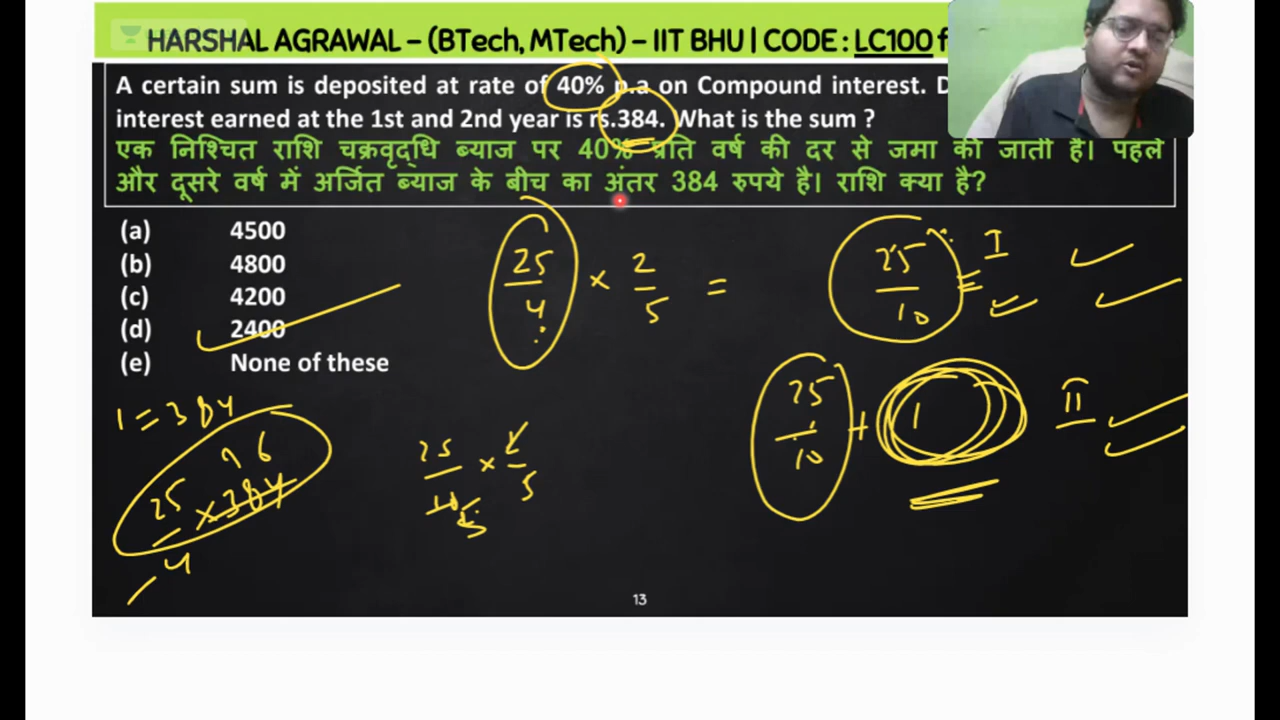 HARSHAL AGRAWAL – (BTech, MTech) – IIT BHU | CODE : LC100 f
A certain sum is deposited at rate of 40% p.a on Compound interest. D
interest earned at the 1st and 2nd year is rs.384. What is the sum ?
एक निश्चित राशि चक्रवृद्धि ब्याज पर 40% प्रति वर्ष की दर से जमा की जाती है। पहले
और दूसरे वर्ष में अर्जित ब्याज के बीच का अंतर 384 रुपये है। राशि क्या है?
(a) 4500
(b) 4800
(c) 4200
(d) 2400
(e) None of these
25/4 × 2/5 = 25/10 I
25/10 + 1 II
1 = 384
25/4 × 384 96
25/10 × 2/5 5
13